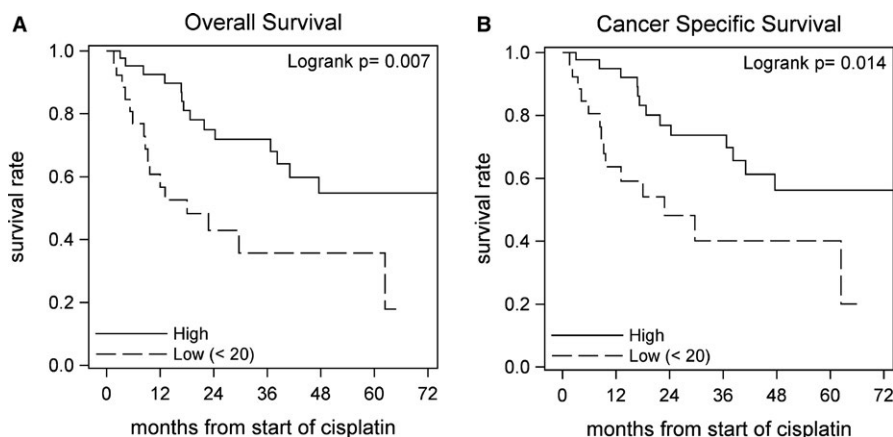 A
Overall Survival
Logrank p= 0.007
1.0
0.8
0.6
0.4
0.2
0.0
survival rate
High
Low (< 20)
0 12 24 36 48 60 72
months from start of cisplatin
B
Cancer Specific Survival
Logrank p= 0.014
1.0
0.8
0.6
0.4
0.2
0.0
survival rate
High
Low (< 20)
0 12 24 36 48 60 72
months from start of cisplatin